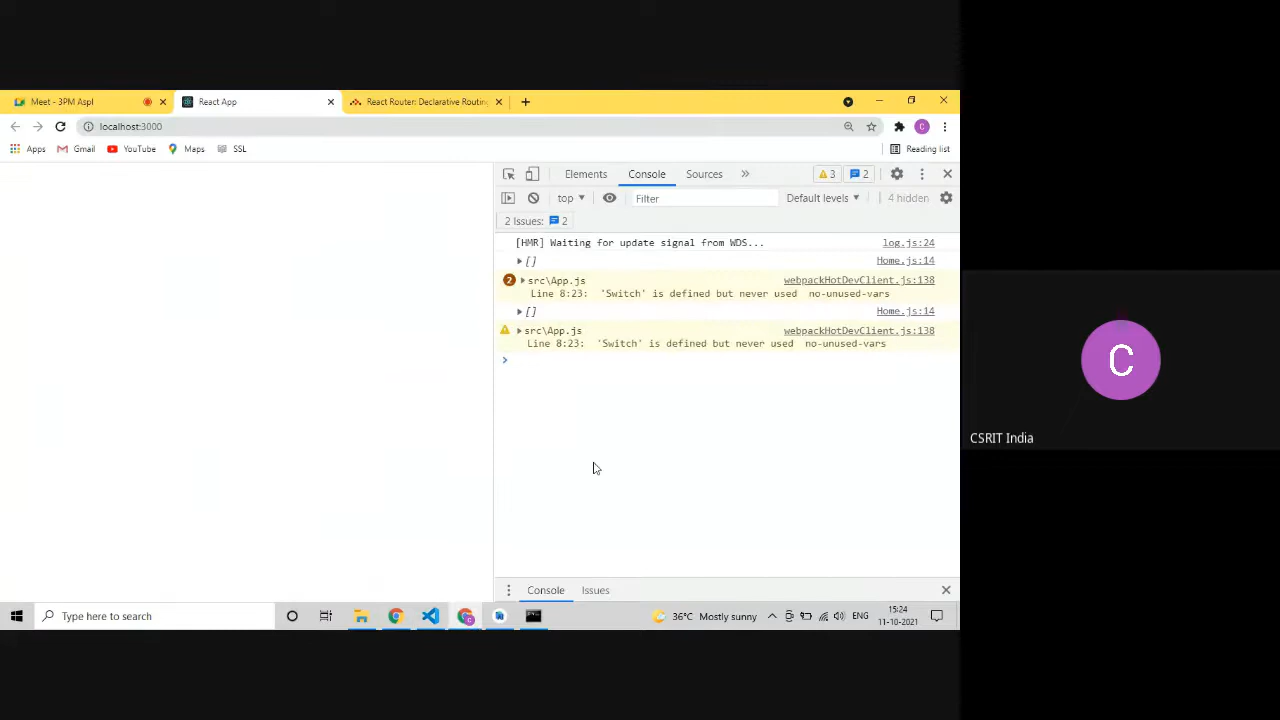 Meet - 3PM Aspl
React App
React Router: Declarative Routing
localhost:3000
C
Apps
Gmail
YouTube
Maps
SSL
Reading list
Elements
Console
Sources
3
2
top
Filter
Default levels
4 hidden
2 Issues:
2
[HMR] Waiting for update signal from WDS... log.js:24
[] Home.js:14
2 src\App.js webpackHotDevClient.js:138
Line 8:23: 'Switch' is defined but never used no-unused-vars
[] Home.js:14
src\App.js webpackHotDevClient.js:138
Line 8:23: 'Switch' is defined but never used no-unused-vars
C
CSRIT India
Console
Issues
Type here to search
36°C Mostly sunny
ENG
15:24
11-10-2021